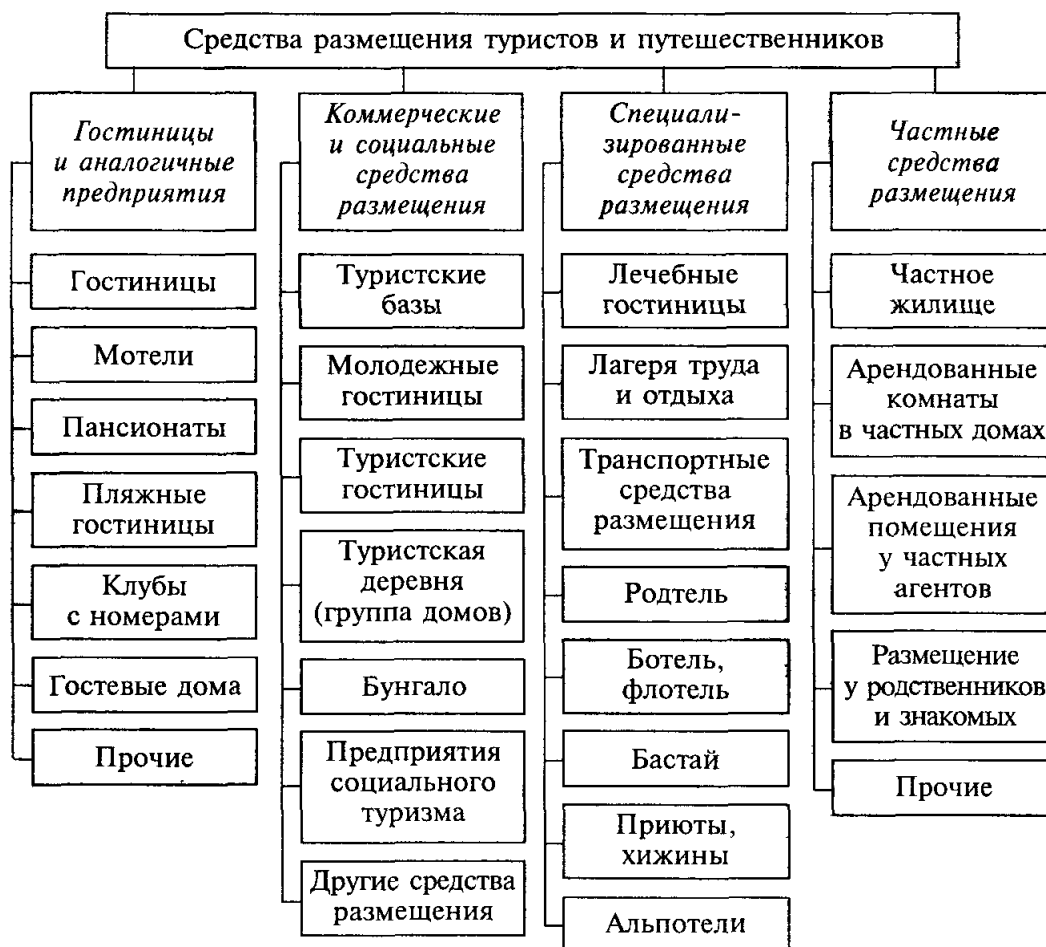 Средства размещения туристов и путешественников
Гостиницы
и аналогичные
предприятия
Гостиницы
Мотели
Пансионаты
Пляжные
гостиницы
Клубы
с номерами
Гостевые дома
Прочие
Коммерческие
и социальные
средства
размещения
Туристские
базы
Молодежные
гостиницы
Туристские
гостиницы
Туристская
деревня
(группа домов)
Бунгало
Предприятия
социального
туризма
Другие средства
размещения
Специали-
зированные
средства
размещения
Лечебные
гостиницы
Лагеря труда
и отдыха
Транспортные
средства
размещения
Родтель
Ботель,
флотель
Бастай
Приюты,
хижины
Альпотели
Частные
средства
размещения
Частное
жилище
Арендованные
комнаты
в частных домах
Арендованные
помещения
у частных
агентов
Размещение
у родственников
и знакомых
Прочие